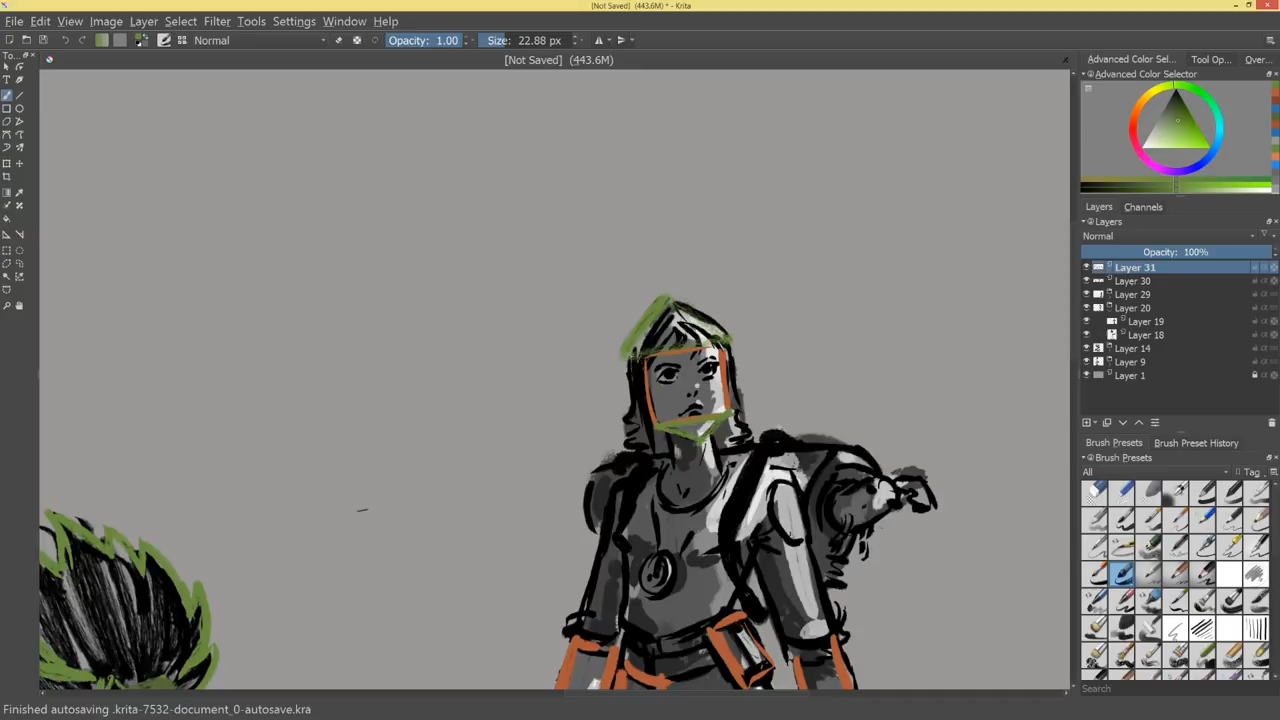 [Not Saved] (443.6M) * - Krita
File Edit View Image Layer Select Filter Tools Settings Window Help
Normal Opacity: 1.00 Size: 22.88 px
To... [Not Saved] (443.6M) Advanced Color Sel... Tool Op... Over...
Advanced Color Selector
Layers Channels
Layers
Normal
Opacity: 100%
Layer 31
Layer 30
Layer 29
Layer 20
Layer 19
Layer 18
Layer 14
Layer 9
Layer 1
Brush Presets Brush Preset History
Brush Presets
All Tag
Search
Finished autosaving .krita-7532-document_0-autosave.kra